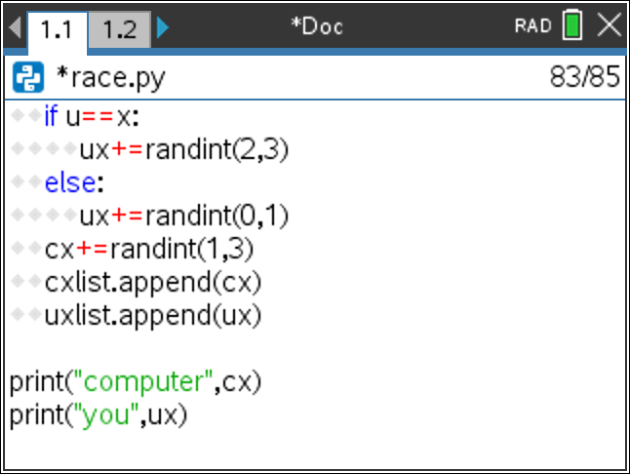 1.1 1.2 *Doc RAD
*race.py 83/85
if u==x:
ux+=randint(2,3)
else:
ux+=randint(0,1)
cx+=randint(1,3)
cxlist.append(cx)
uxlist.append(ux)
print("computer",cx)
print("you",ux)